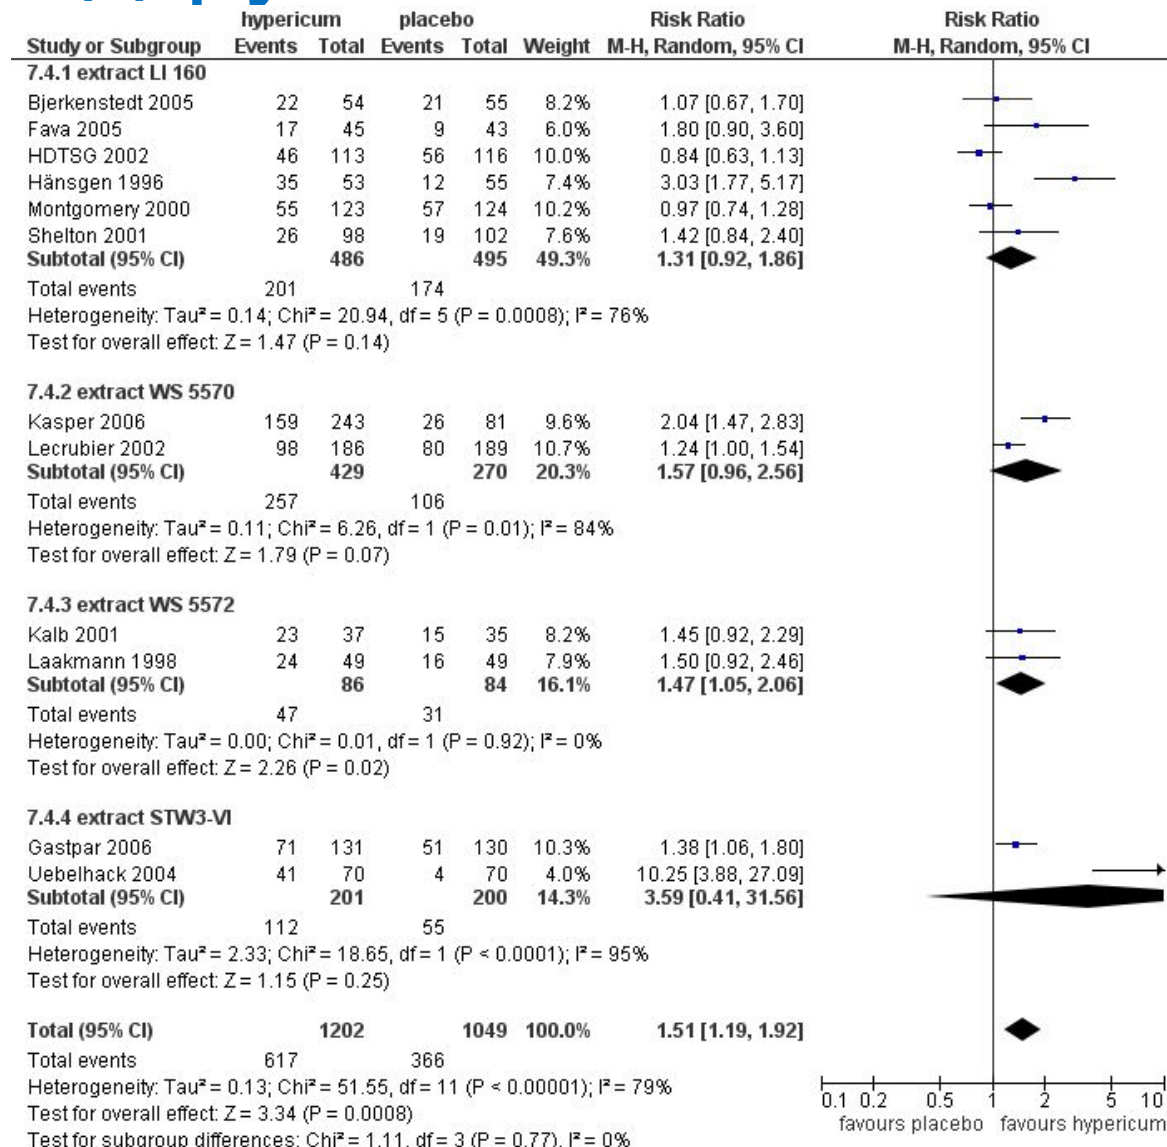 hypericum placebo Risk Ratio Risk Ratio
Study or Subgroup Events Total Events Total Weight M-H, Random, 95% CI M-H, Random, 95% CI
7.4.1 extract LI 160
Bjerkenstedt 2005 22 54 21 55 8.2% 1.07 [0.67, 1.70]
Fava 2005 17 45 9 43 6.0% 1.80 [0.90, 3.60]
HDTSG 2002 46 113 56 116 10.0% 0.84 [0.63, 1.13]
Hänsgen 1996 35 53 12 55 7.4% 3.03 [1.77, 5.17]
Montgomery 2000 55 123 57 124 10.2% 0.97 [0.74, 1.28]
Shelton 2001 26 98 19 102 7.6% 1.42 [0.84, 2.40]
Subtotal (95% CI) 486 495 49.3% 1.31 [0.92, 1.86]
Total events 201 174
Heterogeneity: Tau² = 0.14; Chi² = 20.94, df = 5 (P = 0.0008); I² = 76%
Test for overall effect: Z = 1.47 (P = 0.14)
7.4.2 extract WS 5570
Kasper 2006 159 243 26 81 9.6% 2.04 [1.47, 2.83]
Lecrubier 2002 98 186 80 189 10.7% 1.24 [1.00, 1.54]
Subtotal (95% CI) 429 270 20.3% 1.57 [0.96, 2.56]
Total events 257 106
Heterogeneity: Tau² = 0.11; Chi² = 6.26, df = 1 (P = 0.01); I² = 84%
Test for overall effect: Z = 1.79 (P = 0.07)
7.4.3 extract WS 5572
Kalb 2001 23 37 15 35 8.2% 1.45 [0.92, 2.29]
Laakmann 1998 24 49 16 49 7.9% 1.50 [0.92, 2.46]
Subtotal (95% CI) 86 84 16.1% 1.47 [1.05, 2.06]
Total events 47 31
Heterogeneity: Tau² = 0.00; Chi² = 0.01, df = 1 (P = 0.92); I² = 0%
Test for overall effect: Z = 2.26 (P = 0.02)
7.4.4 extract STW3-VI
Gastpar 2006 71 131 51 130 10.3% 1.38 [1.06, 1.80]
Uebelhack 2004 41 70 4 70 4.0% 10.25 [3.88, 27.09]
Subtotal (95% CI) 201 200 14.3% 3.59 [0.41, 31.56]
Total events 112 55
Heterogeneity: Tau² = 2.33; Chi² = 18.65, df = 1 (P < 0.0001); I² = 95%
Test for overall effect: Z = 1.15 (P = 0.25)
Total (95% CI) 1202 1049 100.0% 1.51 [1.19, 1.92]
Total events 617 366
Heterogeneity: Tau² = 0.13; Chi² = 51.55, df = 11 (P < 0.00001); I² = 79%
Test for overall effect: Z = 3.34 (P = 0.0008)
Test for subgroup differences: Chi² = 1.11, df = 3 (P = 0.77), I² = 0%
0.1 0.2 0.5 1 2 5 10
favours placebo favours hypericum